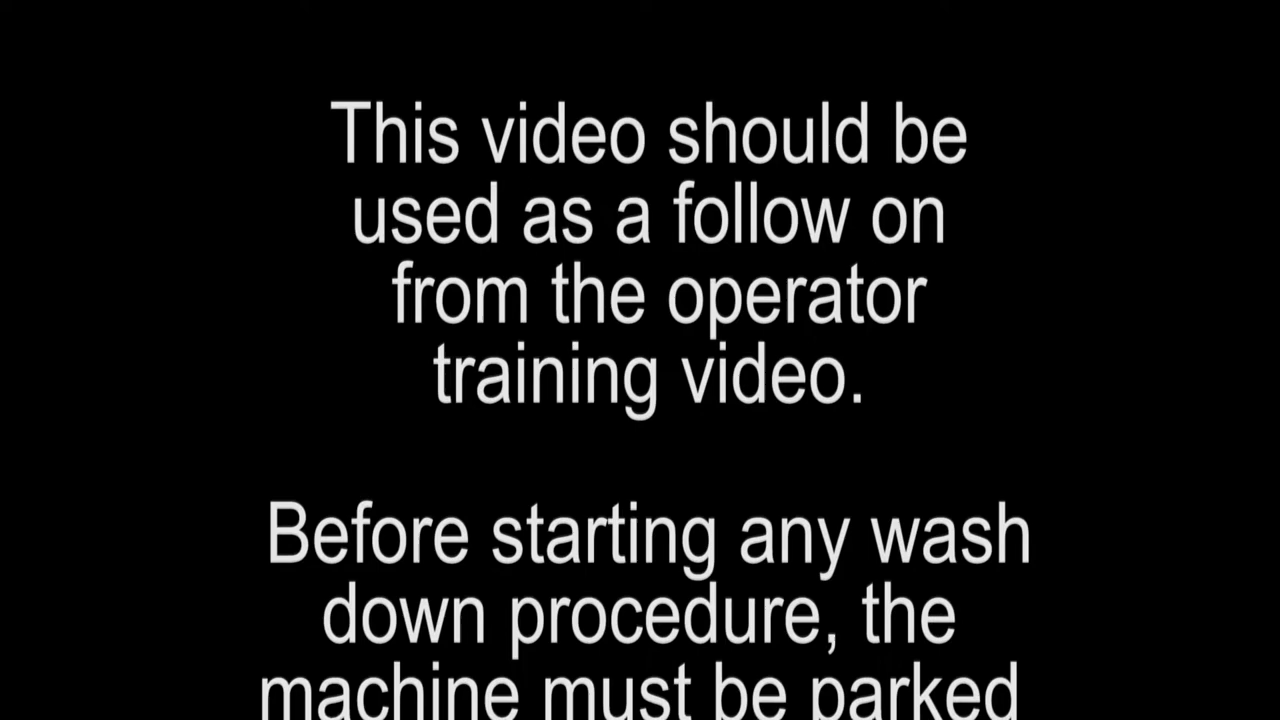 This video should be
used as a follow on
from the operator
training video.
Before starting any wash
down procedure, the
machine must be parked